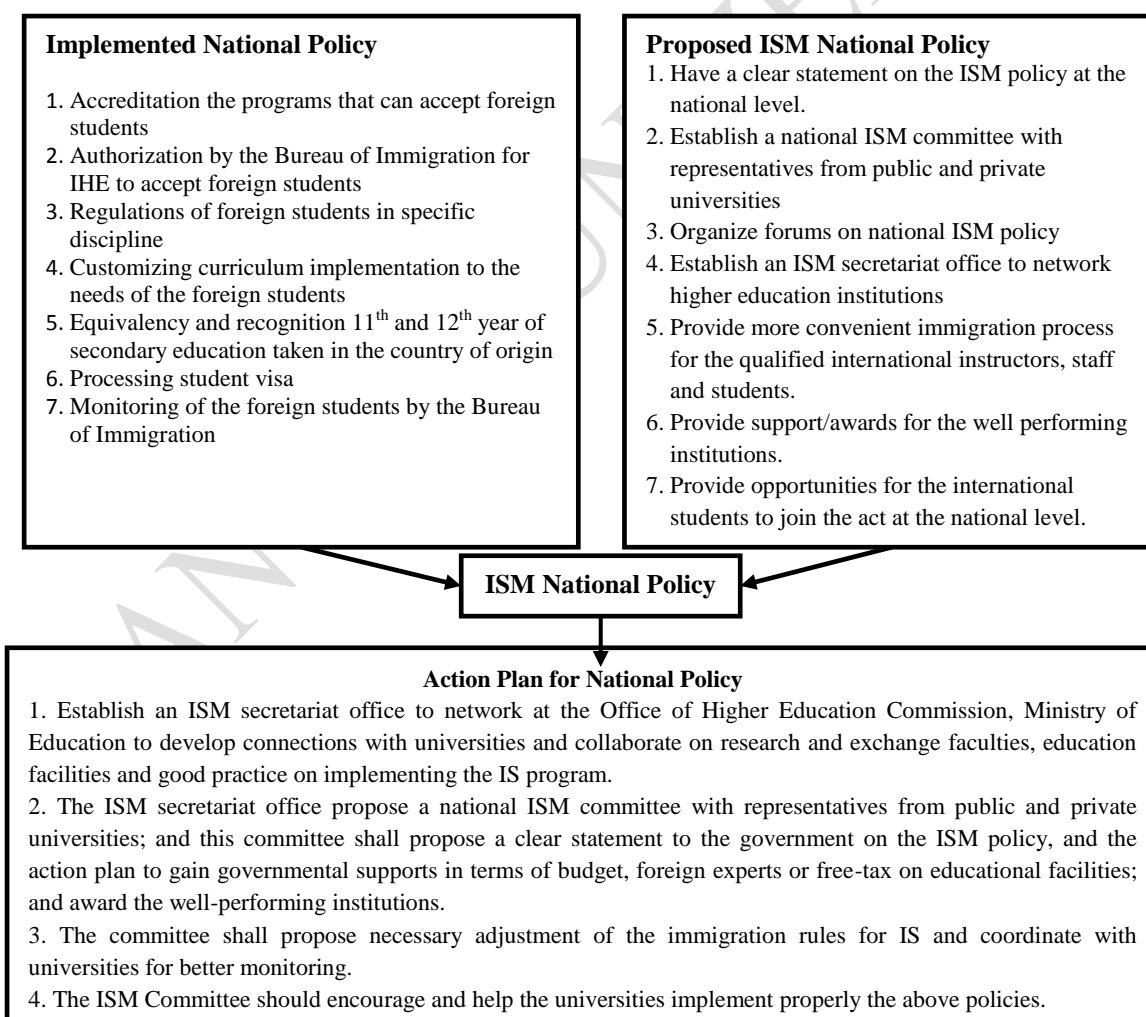 Implemented National Policy
1. Accreditation the programs that can accept foreign
students
2. Authorization by the Bureau of Immigration for
IHE to accept foreign students
3. Regulations of foreign students in specific
discipline
4. Customizing curriculum implementation to the
needs of the foreign students
5. Equivalency and recognition 11th and 12th year of
secondary education taken in the country of origin
6. Processing student visa
7. Monitoring of the foreign students by the Bureau
of Immigration
Proposed ISM National Policy
1. Have a clear statement on the ISM policy at the
national level.
2. Establish a national ISM committee with
representatives from public and private
universities
3. Organize forums on national ISM policy
4. Establish an ISM secretariat office to network
higher education institutions
5. Provide more convenient immigration process
for the qualified international instructors, staff
and students.
6. Provide support/awards for the well performing
institutions.
7. Provide opportunities for the international
students to join the act at the national level.
ISM National Policy
Action Plan for National Policy
1. Establish an ISM secretariat office to network at the Office of Higher Education Commission, Ministry of
Education to develop connections with universities and collaborate on research and exchange faculties, education
facilities and good practice on implementing the IS program.
2. The ISM secretariat office propose a national ISM committee with representatives from public and private
universities; and this committee shall propose a clear statement to the government on the ISM policy, and the
action plan to gain governmental supports in terms of budget, foreign experts or free-tax on educational facilities;
and award the well-performing institutions.
3. The committee shall propose necessary adjustment of the immigration rules for IS and coordinate with
universities for better monitoring.
4. The ISM Committee should encourage and help the universities implement properly the above policies.